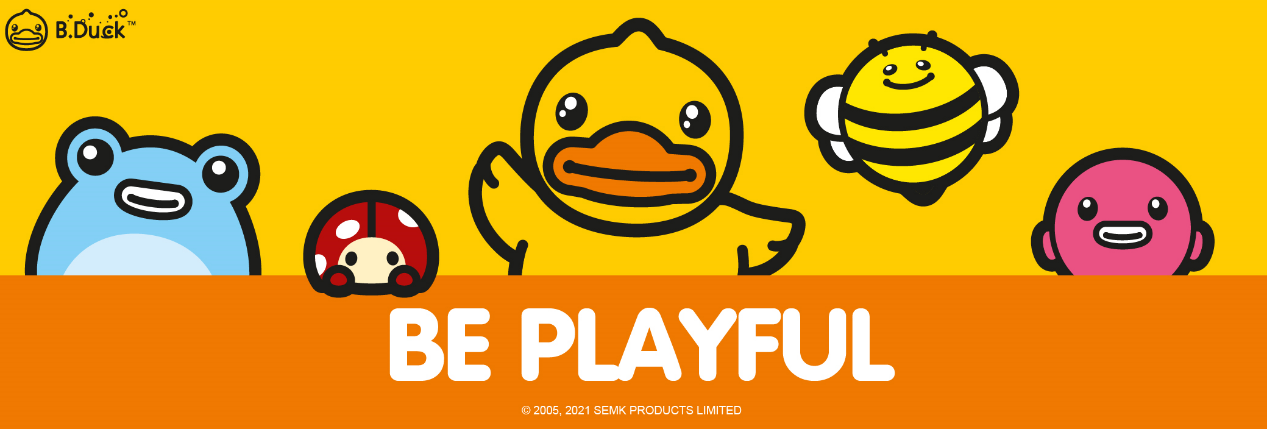 B.Duck™
BE PLAYFUL
© 2005, 2021 SEMK PRODUCTS LIMITED